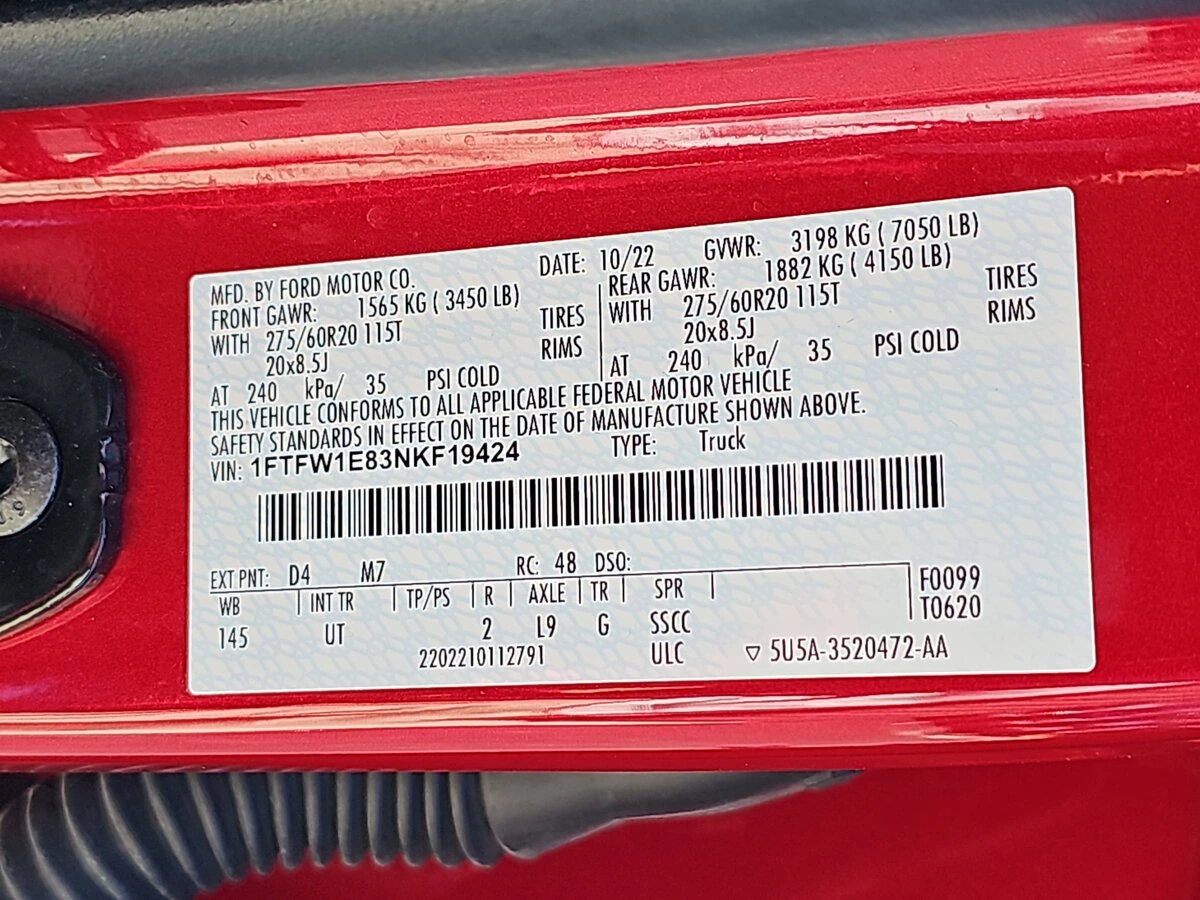 MFD. BY FORD MOTOR CO.
DATE: 10/22 GVWR: 3198 KG ( 7050 LB)
FRONT GAWR: 1565 KG ( 3450 LB)
WITH 275/60R20 115T TIRES
20x8.5J RIMS
AT 240 kPa/ 35 PSI COLD
REAR GAWR: 1882 KG ( 4150 LB)
WITH 275/60R20 115T TIRES
20x8.5J RIMS
AT 240 kPa/ 35 PSI COLD
THIS VEHICLE CONFORMS TO ALL APPLICABLE FEDERAL MOTOR VEHICLE
SAFETY STANDARDS IN EFFECT ON THE DATE OF MANUFACTURE SHOWN ABOVE.
VIN: 1FTFW1E83NKF19424 TYPE: Truck
EXT PNT: D4 M7 RC: 48 DSO:
WB INT TR TP/PS R AXLE TR SPR F0099
145 UT 2 L9 G SSCC T0620
2202210112791 ULC ▽ 5U5A-3520472-AA